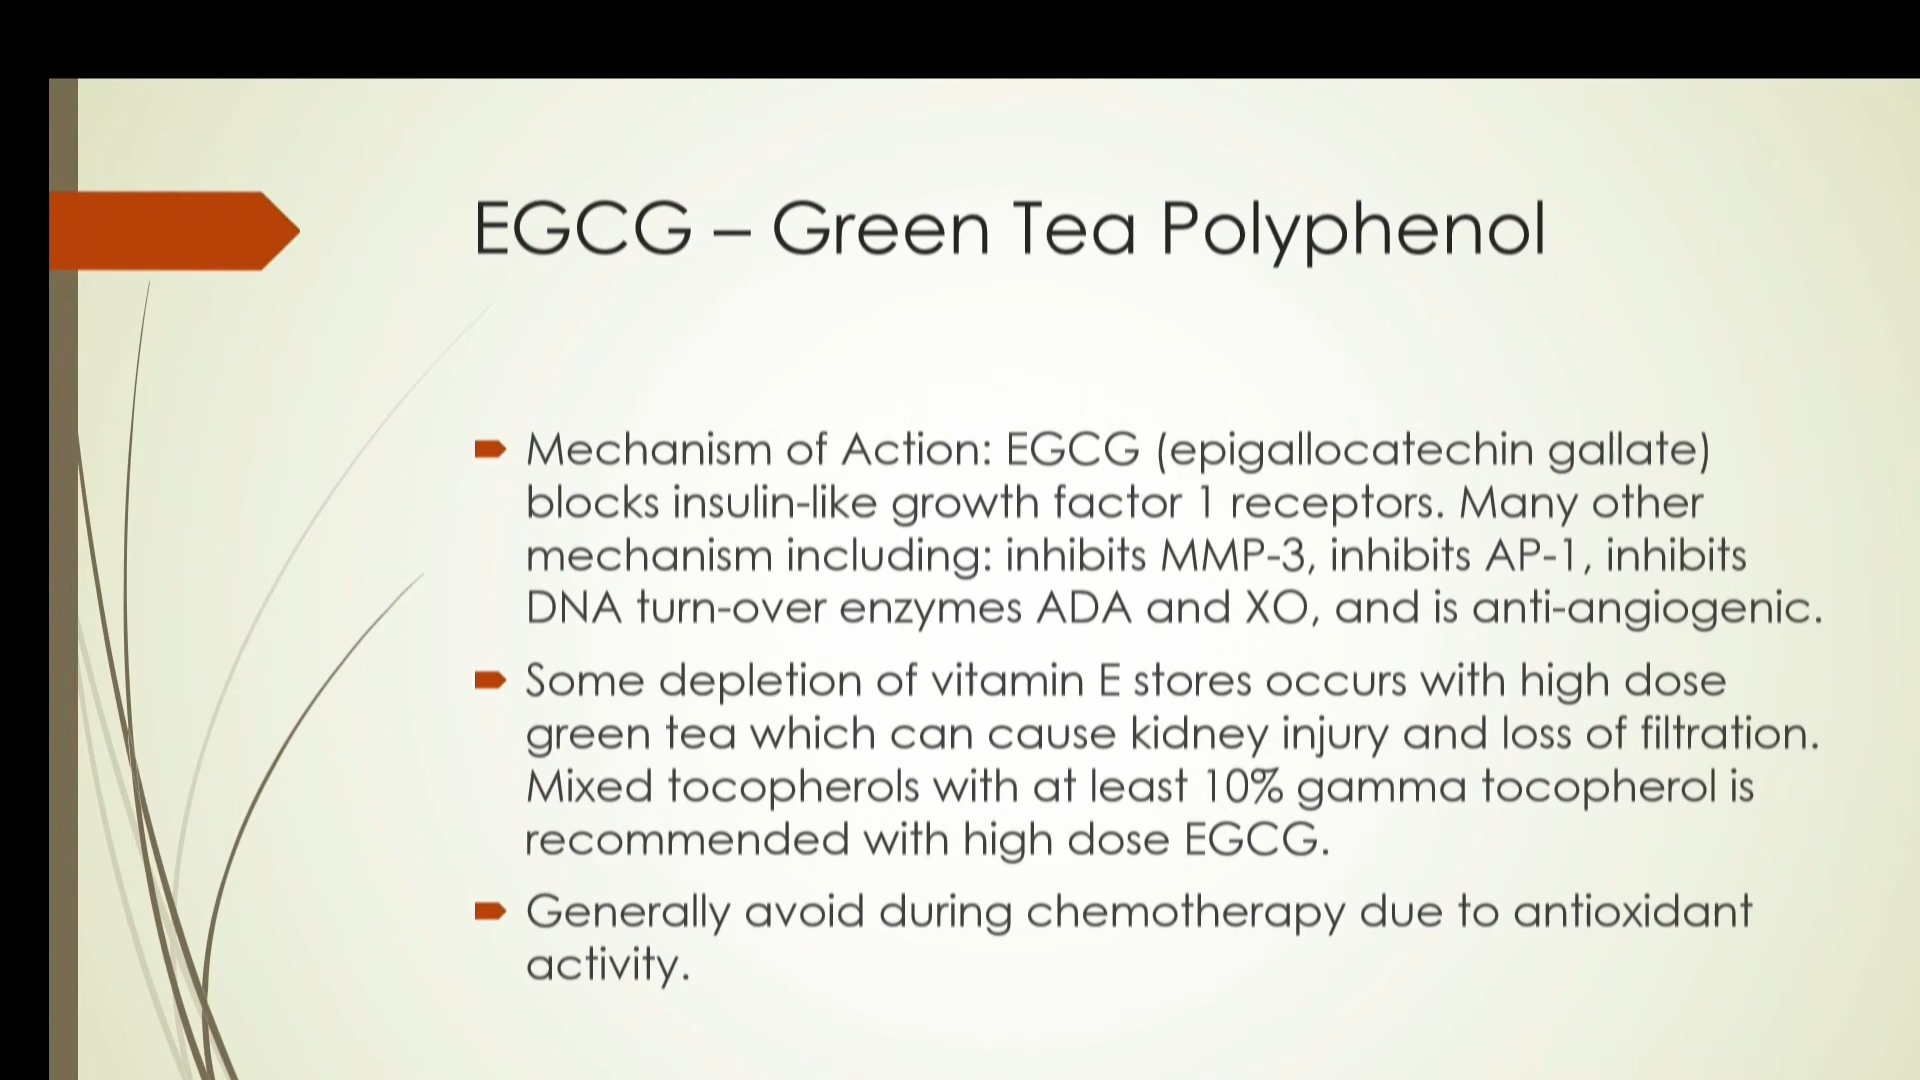 EGCG – Green Tea Polyphenol
Mechanism of Action: EGCG (epigallocatechin gallate)
blocks insulin-like growth factor 1 receptors. Many other
mechanism including: inhibits MMP-3, inhibits AP-1, inhibits
DNA turn-over enzymes ADA and XO, and is anti-angiogenic.
Some depletion of vitamin E stores occurs with high dose
green tea which can cause kidney injury and loss of filtration.
Mixed tocopherols with at least 10% gamma tocopherol is
recommended with high dose EGCG.
Generally avoid during chemotherapy due to antioxidant
activity.